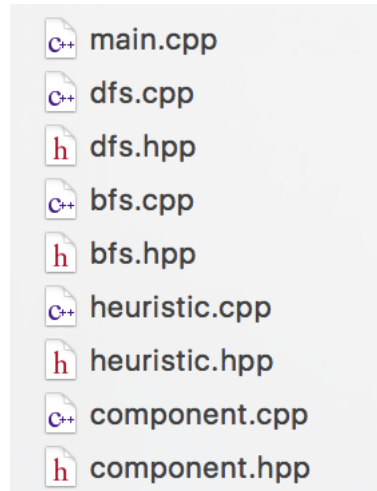 C++ main.cpp
C++ dfs.cpp
h dfs.hpp
C++ bfs.cpp
h bfs.hpp
C++ heuristic.cpp
h heuristic.hpp
C++ component.cpp
h component.hpp